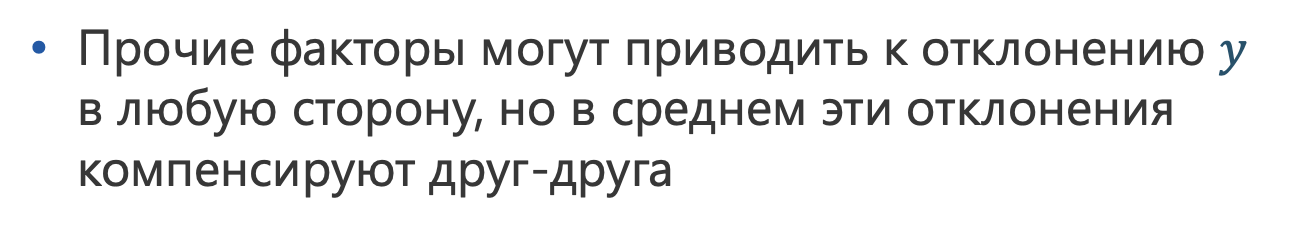 • Прочие факторы могут приводить к отклонению y
в любую сторону, но в среднем эти отклонения
компенсируют друг-друга